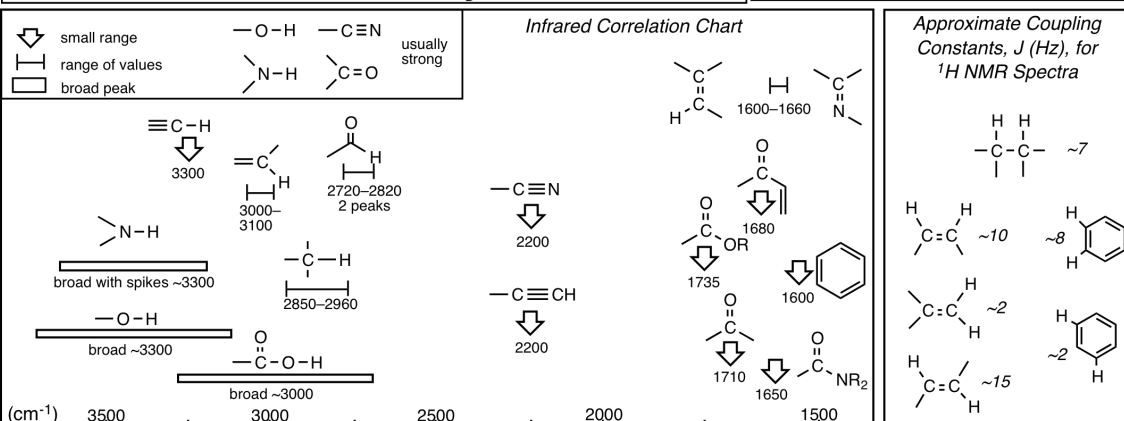 small range
range of values
broad peak
—O—H
—C≡N
N—H
C=O
usually
strong
Infrared Correlation Chart
≡C—H
3300
=C
H
3000–
3100
O
H
2720–2820
2 peaks
—C≡N
2200
C
H C
1600–1660
C
N
O
C
1680
O
C
OR
1735
1600
N—H
broad with spikes ~3300
—C—H
2850–2960
—C≡CH
2200
—O—H
broad ~3300
O
—C—O—H
broad ~3000
O
C
1710
O
C
NR2
1650
(cm-1) 3500 3000 2500 2000 1500
Approximate Coupling
Constants, J (Hz), for
1H NMR Spectra
H H
—C—C— ~7
H H
C=C ~10
H
H
~8
C=C
H
H
~2
H
H
~2
H
C=C
H
~15